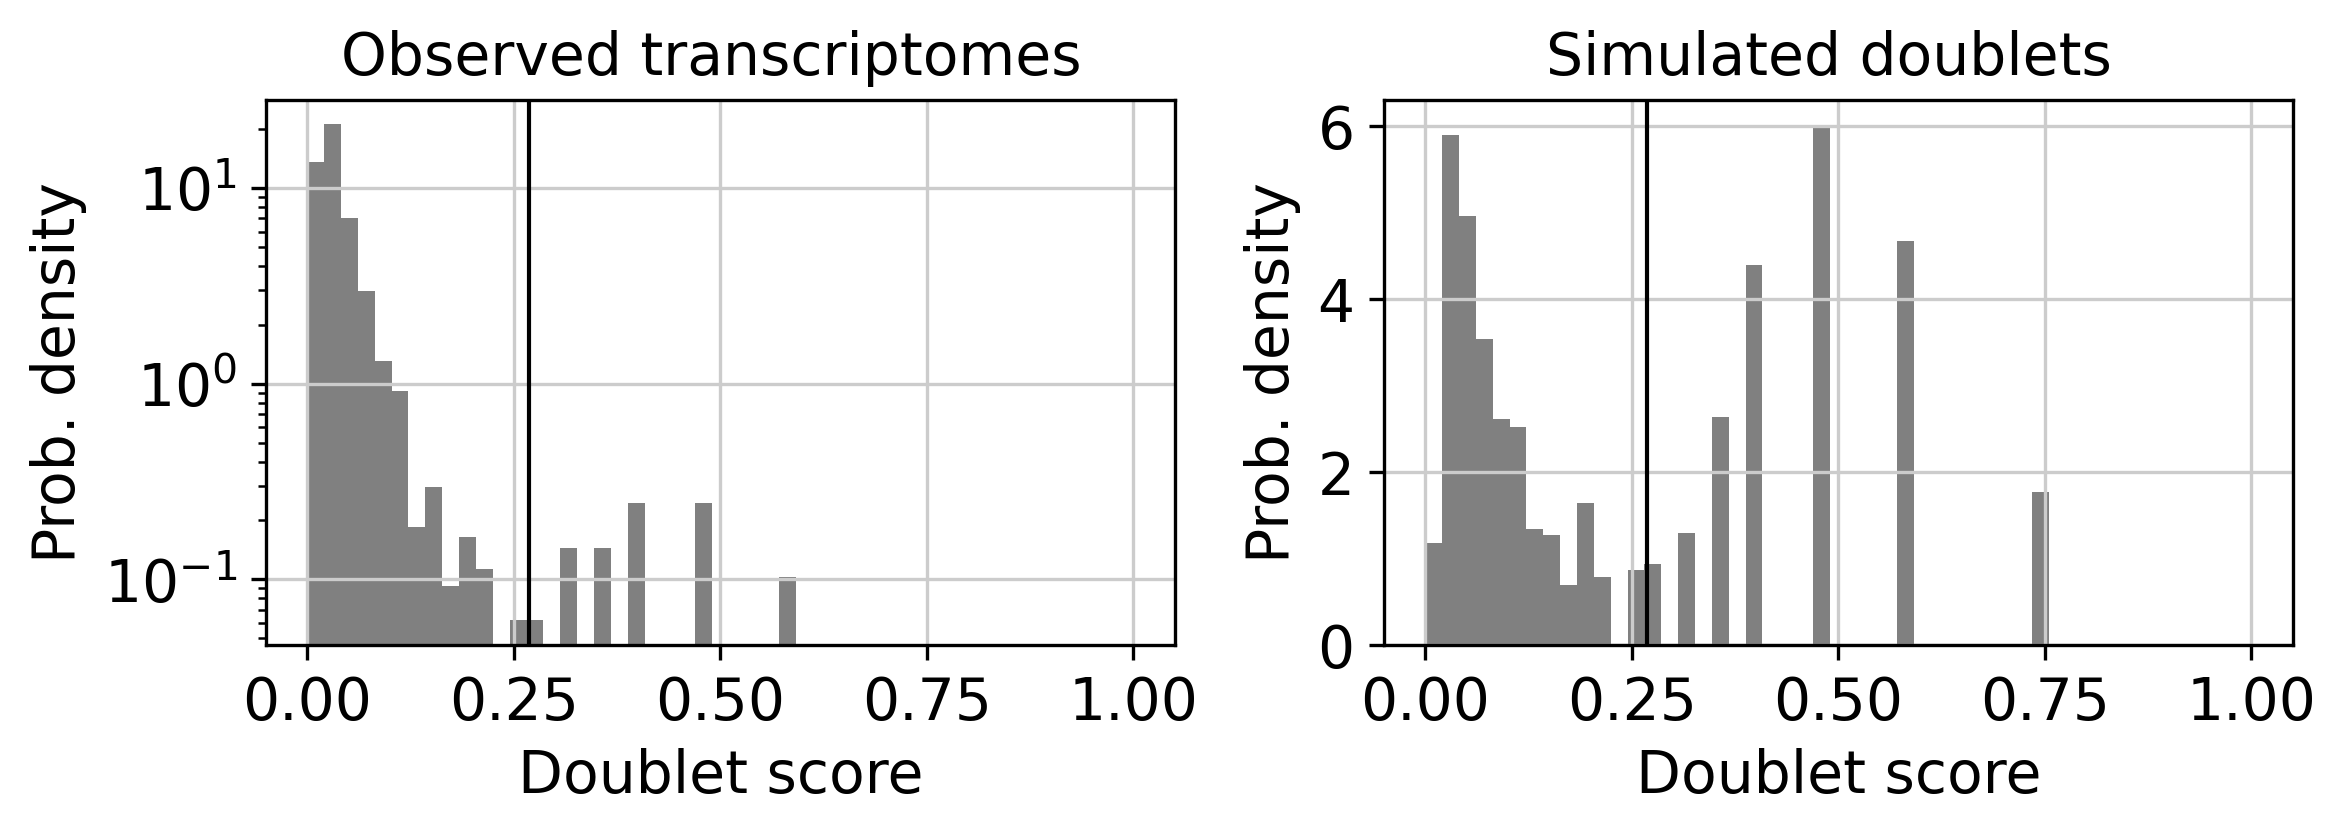 Observed transcriptomes
Prob. density
10¹
10⁰
10⁻¹
0.00 0.25 0.50 0.75 1.00
Doublet score
Simulated doublets
Prob. density
6
4
2
0
0.00 0.25 0.50 0.75 1.00
Doublet score